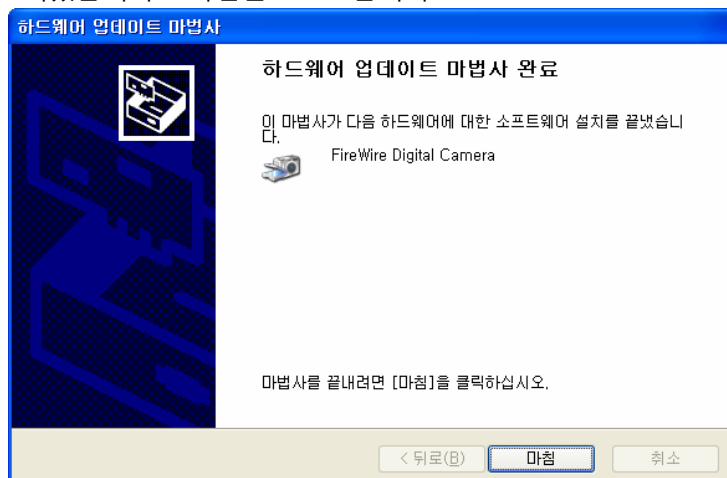 하드웨어 업데이트 마법사
하드웨어 업데이트 마법사 완료
이 마법사가 다음 하드웨어에 대한 소프트웨어 설치를 끝냈습니
다.
FireWire Digital Camera
마법사를 끝내려면 [마침]을 클릭하십시오.
< 뒤로(B) 마침 취소